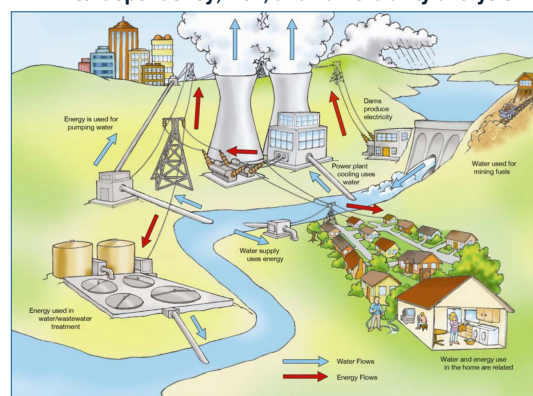 Energy is used for
pumping water
Dams
produce
electricity
Power plant
cooling uses
water
Water used for
mining fuels
Water supply
uses energy
Energy used in
water/wastewater
treatment
Water Flows
Energy Flows
Water and energy use
in the home are related